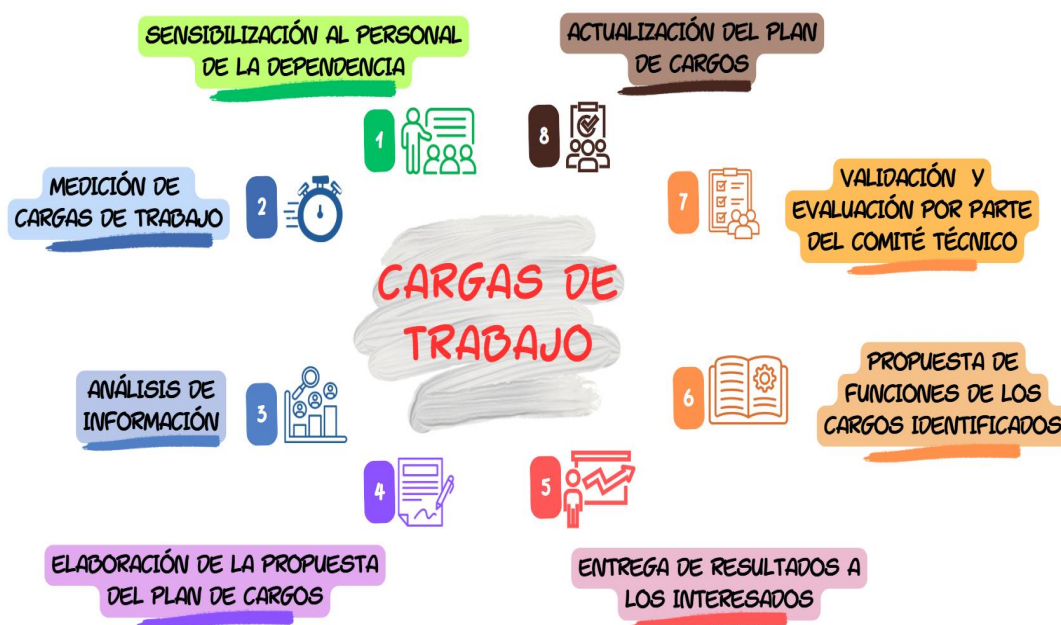 SENSIBILIZACIÓN AL PERSONAL
DE LA DEPENDENCIA
1
MEDICIÓN DE
CARGAS DE TRABAJO
2
ANÁLISIS DE
INFORMACIÓN
3
4
ELABORACIÓN DE LA PROPUESTA
DEL PLAN DE CARGOS
CARGAS DE
TRABAJO
5
ENTREGA DE RESULTADOS A
LOS INTERESADOS
6
PROPUESTA DE
FUNCIONES DE LOS
CARGOS IDENTIFICADOS
7
VALIDACIÓN Y
EVALUACIÓN POR PARTE
DEL COMITÉ TÉCNICO
8
ACTUALIZACIÓN DEL PLAN
DE CARGOS